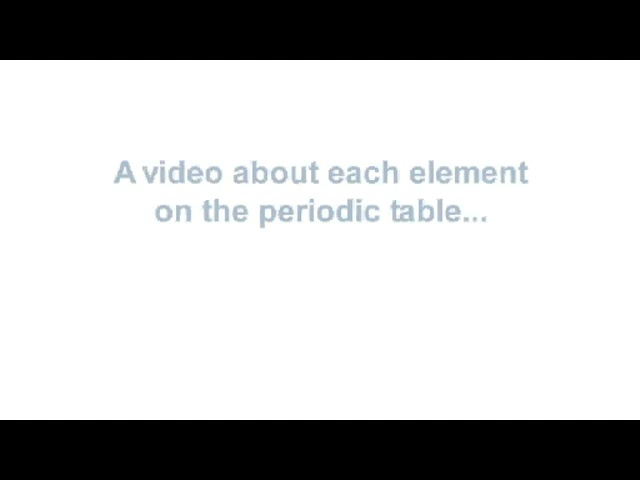 A video about each element
on the periodic table...